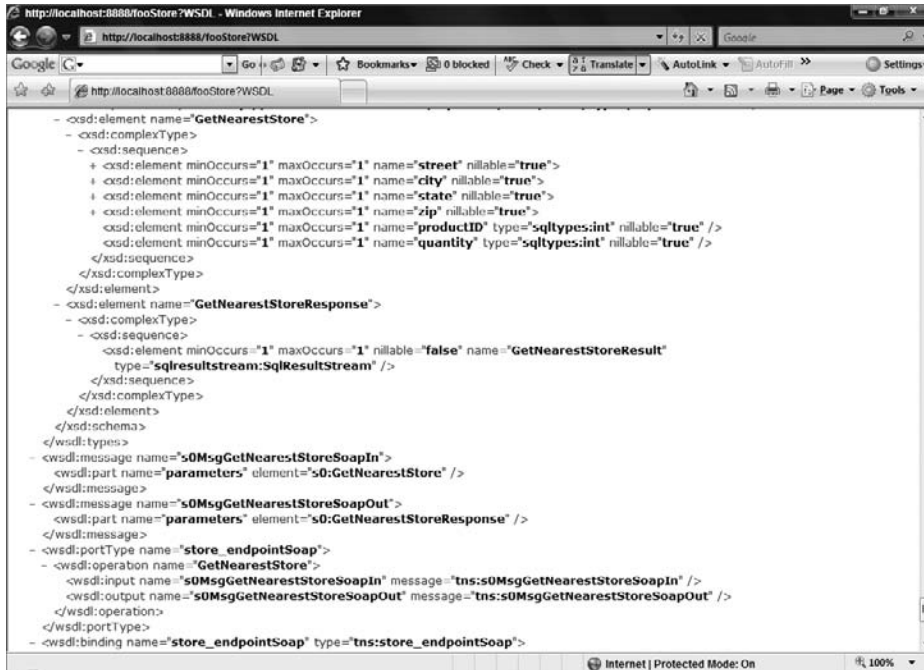 http://localhost:8888/fooStore?WSDL - Windows Internet Explorer
http://localhost:8888/fooStore?WSDL Google
Google G Go Bookmarks 0 blocked Check Translate AutoLink AutoFill Settings
http://localhost:8888/fooStore?WSDL Page Tools
- <xsd:element name="GetNearestStore">
- <xsd:complexType>
- <xsd:sequence>
+ <xsd:element minOccurs="1" maxOccurs="1" name="street" nillable="true">
+ <xsd:element minOccurs="1" maxOccurs="1" name="city" nillable="true">
+ <xsd:element minOccurs="1" maxOccurs="1" name="state" nillable="true">
+ <xsd:element minOccurs="1" maxOccurs="1" name="zip" nillable="true">
<xsd:element minOccurs="1" maxOccurs="1" name="productID" type="sqltypes:int" nillable="true" />
<xsd:element minOccurs="1" maxOccurs="1" name="quantity" type="sqltypes:int" nillable="true" />
</xsd:sequence>
</xsd:complexType>
</xsd:element>
- <xsd:element name="GetNearestStoreResponse">
- <xsd:complexType>
- <xsd:sequence>
<xsd:element minOccurs="1" maxOccurs="1" nillable="false" name="GetNearestStoreResult"
type="sqlresultstream:SqlResultStream" />
</xsd:sequence>
</xsd:complexType>
</xsd:element>
</xsd:schema>
</wsdl:types>
- <wsdl:message name="s0MsgGetNearestStoreSoapIn">
<wsdl:part name="parameters" element="s0:GetNearestStore" />
</wsdl:message>
- <wsdl:message name="s0MsgGetNearestStoreSoapOut">
<wsdl:part name="parameters" element="s0:GetNearestStoreResponse" />
</wsdl:message>
- <wsdl:portType name="store_endpointSoap">
- <wsdl:operation name="GetNearestStore">
<wsdl:input name="s0MsgGetNearestStoreSoapIn" message="tns:s0MsgGetNearestStoreSoapIn" />
<wsdl:output name="s0MsgGetNearestStoreSoapOut" message="tns:s0MsgGetNearestStoreSoapOut" />
</wsdl:operation>
</wsdl:portType>
- <wsdl:binding name="store_endpointSoap" type="tns:store_endpointSoap">
Internet | Protected Mode: On 100%